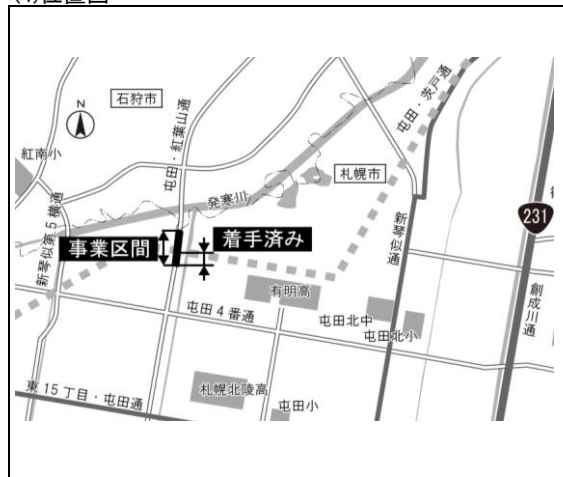 石狩市
N
屯田・紅葉山通
屯田・茨戸通
紅南小
発寒川
札幌市
新琴似第5横通
事業区間
着手済み
新琴似通
231
有明高
創成川通
屯田4番通
屯田北中
屯田北小
東15丁目・屯田通
札幌北陵高
屯田小